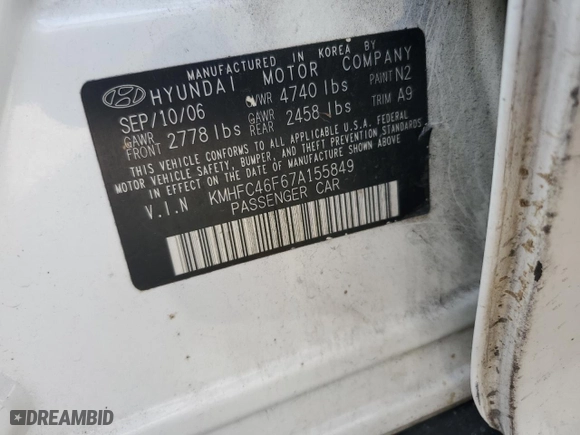 MANUFACTURED IN KOREA BY
HYUNDAI MOTOR COMPANY
SEP/10/06 GVWR 4740 lbs PAINT N2
GAWR FRONT 2778 lbs GAWR REAR 2458 lbs TRIM A9
THIS VEHICLE CONFORMS TO ALL APPLICABLE U.S.A. FEDERAL
MOTOR VEHICLE SAFETY, BUMPER, AND THEFT PREVENTION STANDARDS
IN EFFECT ON THE DATE OF MANUFACTURE SHOWN ABOVE.
V.I.N KMHFC46F67A155849
PASSENGER CAR
DREAMBID